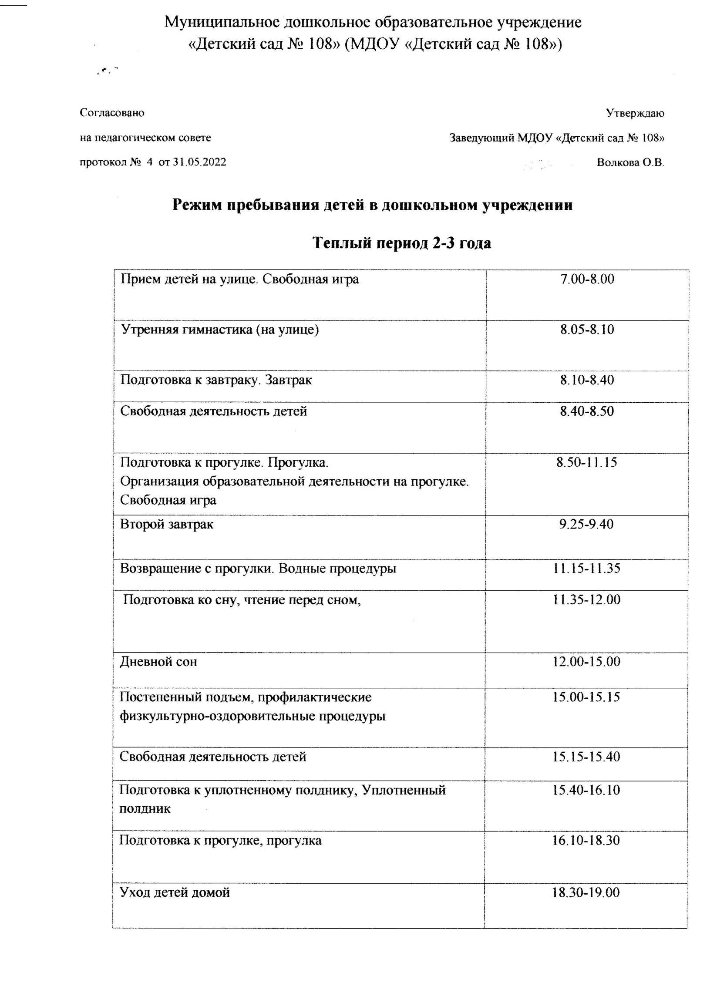 Муниципальное дошкольное образовательное учреждение
«Детский сад № 108» (МДОУ «Детский сад № 108»)
Согласовано
Утверждаю
на педагогическом совете
Заведующий МДОУ «Детский сад № 108»
протокол № 4 от 31.05.2022
Волкова О.В.
Режим пребывания детей в дошкольном учреждении
Теплый период 2-3 года
Прием детей на улице. Свободная игра
7.00-8.00
Утренняя гимнастика (на улице)
8.05-8.10
Подготовка к завтраку. Завтрак
8.10-8.40
Свободная деятельность детей
8.40-8.50
Подготовка к прогулке. Прогулка.
8.50-11.15
Организация образовательной деятельности на прогулке.
Свободная игра
Второй завтрак
9.25-9.40
Возвращение с прогулки. Водные процедуры
11.15-11.35
Подготовка ко сну, чтение перед сном,
11.35-12.00
Дневной сон
12.00-15.00
Постепенный подъем, профилактические
15.00-15.15
физкультурно-оздоровительные процедуры
Свободная деятельность детей
15.15-15.40
Подготовка к уплотненному полднику, Уплотненный
15.40-16.10
полдник
Подготовка к прогулке, прогулка
16.10-18.30
Уход детей домой
18.30-19.00